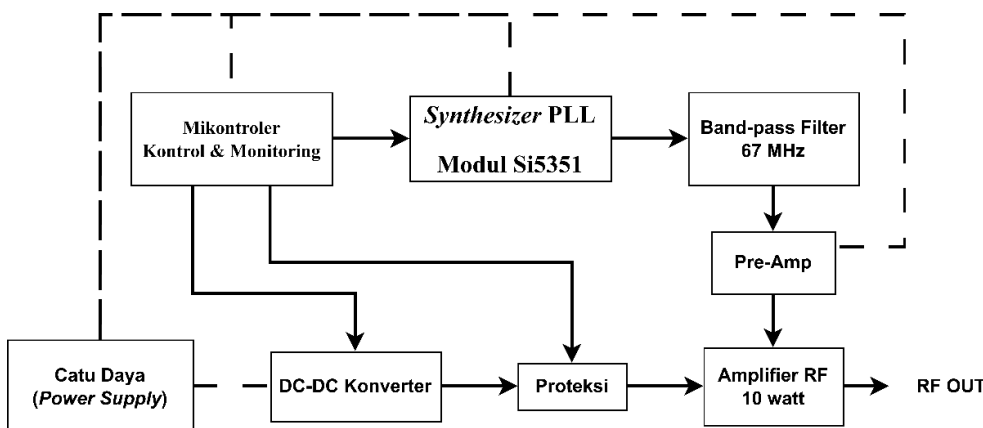 Mikontroler
Kontrol & Monitoring
Synthesizer PLL
Modul Si5351
Band-pass Filter
67 MHz
Pre-Amp
Catu Daya
(Power Supply)
DC-DC Konverter
Proteksi
Amplifier RF
10 watt
RF OUT